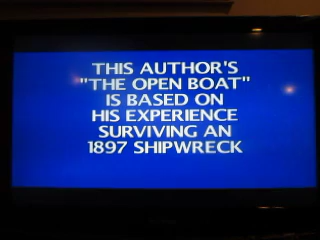 THIS AUTHOR'S
"THE OPEN BOAT"
IS BASED ON
HIS EXPERIENCE
SURVIVING AN
1897 SHIPWRECK